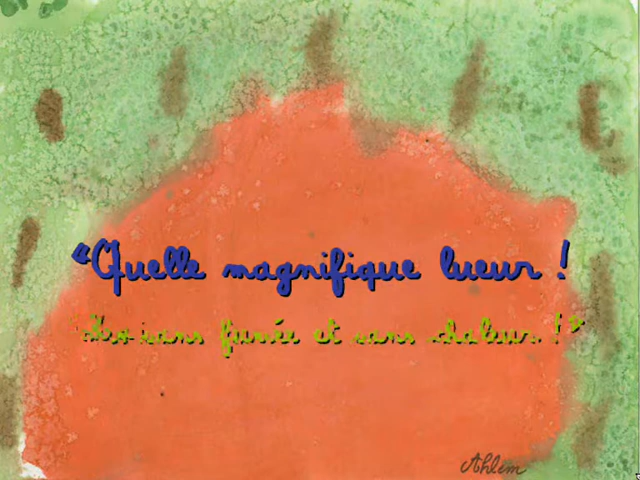 «Quelle magnifique lueur !
sans fumée et sans chaleur !»
Ahlem